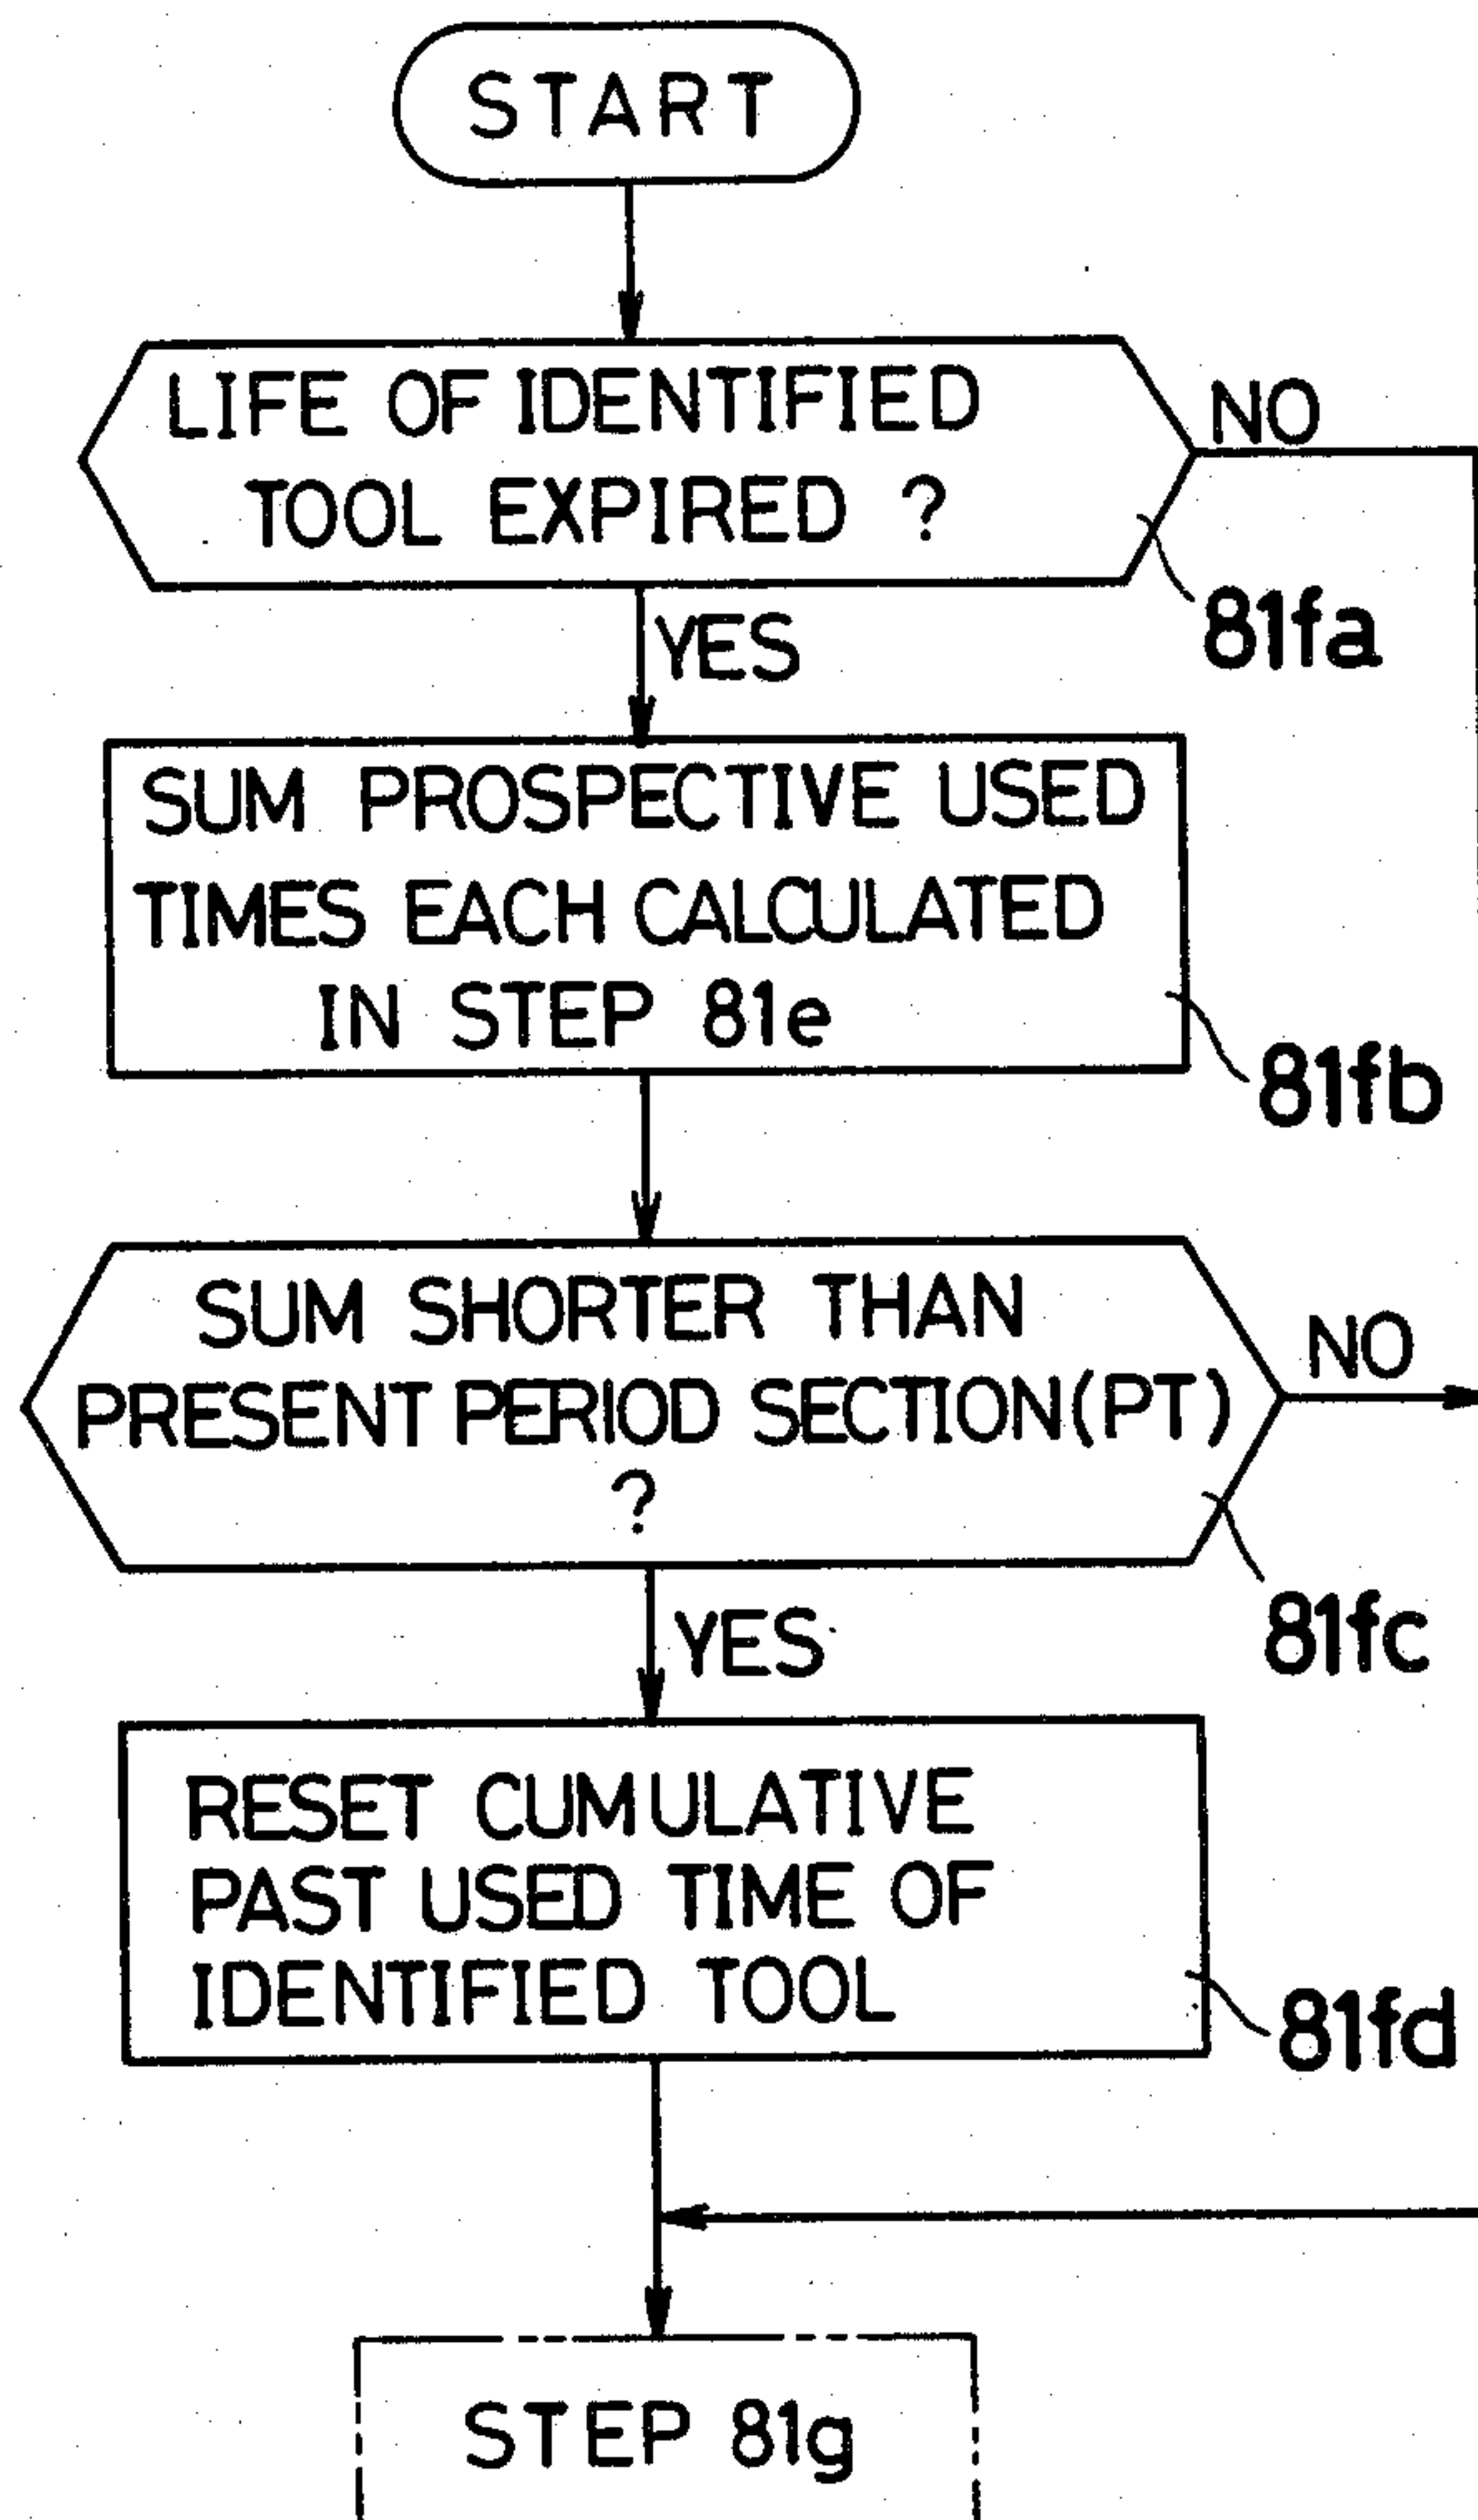 START
LIFE OF IDENTIFIED
TOOL EXPIRED ?
NO
81fa
YES
SUM PROSPECTIVE USED
TIMES EACH CALCULATED
IN STEP 81e
81fb
SUM SHORTER THAN
PRESENT PERIOD SECTION(PT)
?
NO
81fc
YES
RESET CUMULATIVE
PAST USED TIME OF
IDENTIFIED TOOL
81fd
STEP 81g